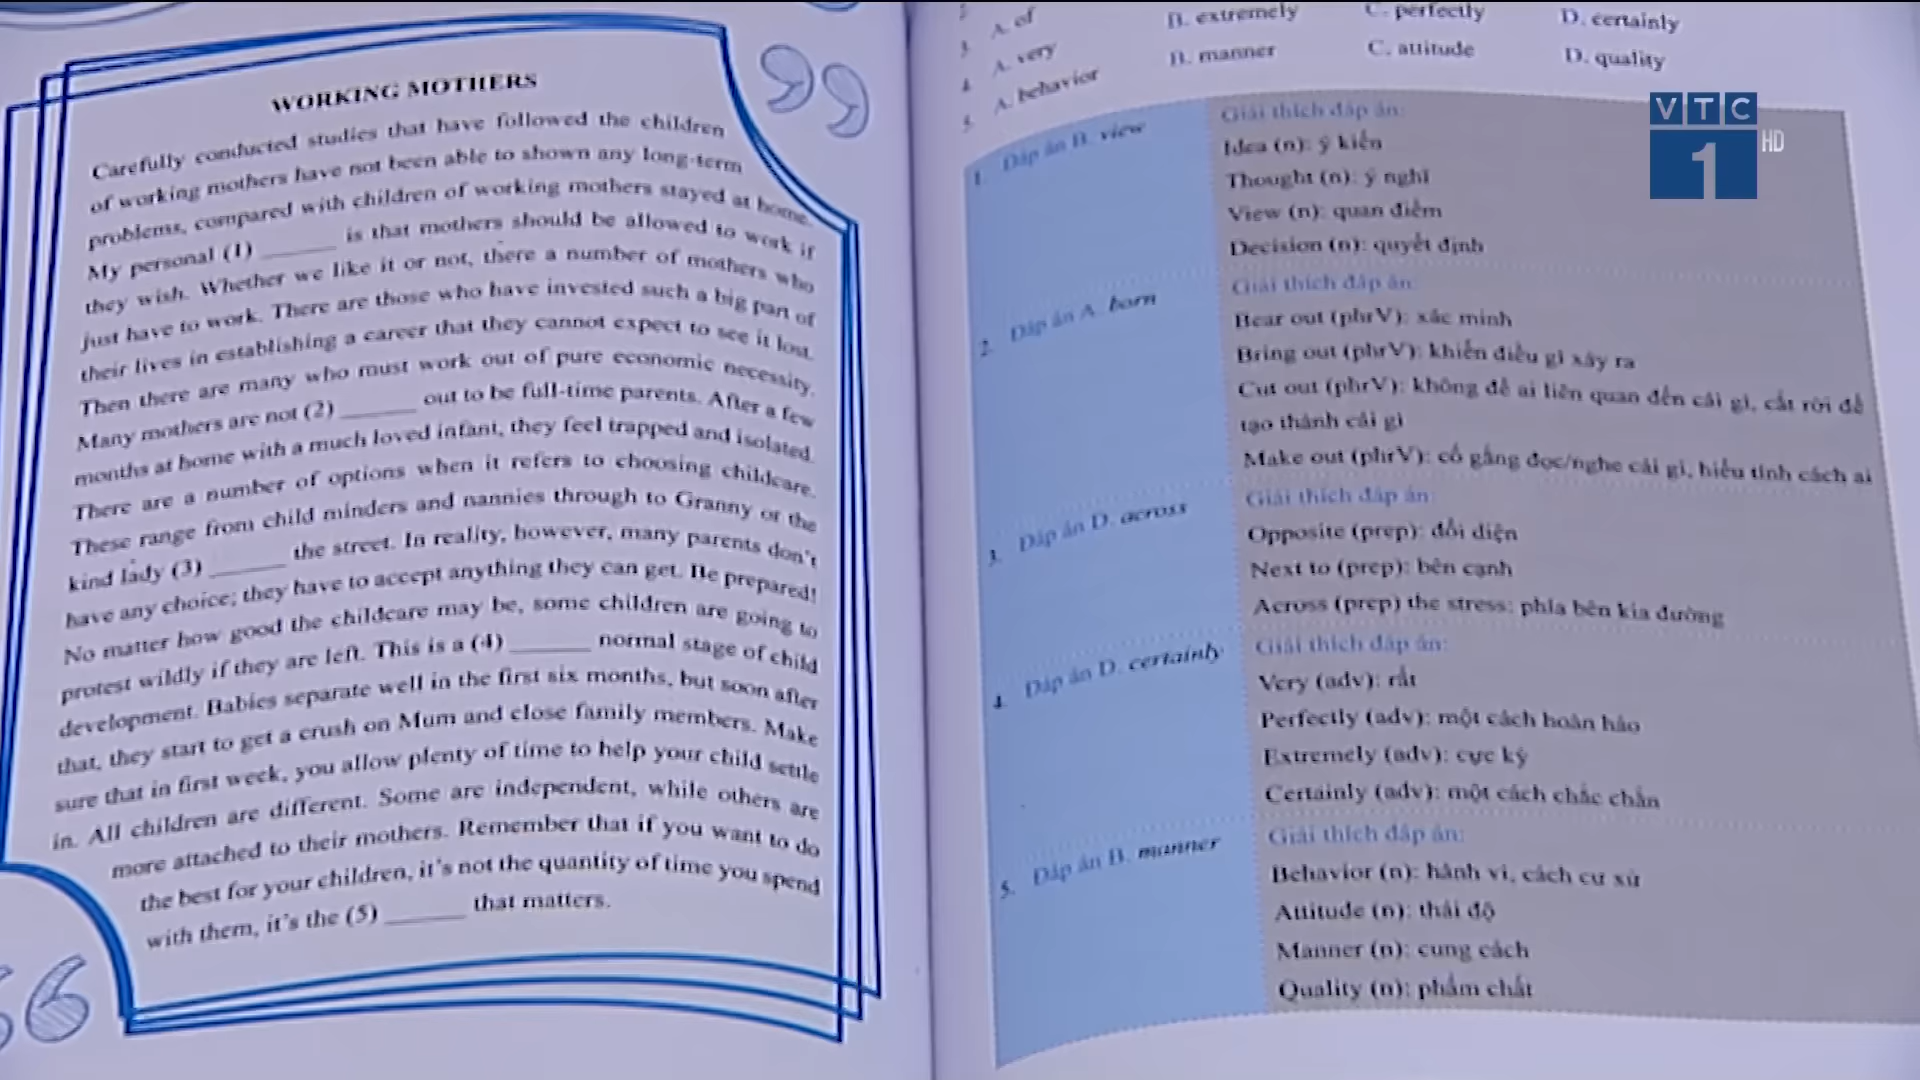 WORKING MOTHERS
Carefully conducted studies that have followed the children
of working mothers have not been able to shown any long-term
problems, compared with children of working mothers stayed at home.
My personal (1) ______ is that mothers should be allowed to work if
they wish. Whether we like it or not, there a number of mothers who
just have to work. There are those who have invested such a big part of
their lives in establishing a career that they cannot expect to see it lost.
Then there are many who must work out of pure economic necessity.
Many mothers are not (2) ______ out to be full-time parents. After a few
months at home with a much loved infant, they feel trapped and isolated.
There are a number of options when it refers to choosing childcare.
These range from child minders and nannies through to Granny or the
kind lady (3) ______ the street. In reality, however, many parents don't
have any choice; they have to accept anything they can get. Be prepared!
No matter how good the childcare may be, some children are going to
protest wildly if they are left. This is a (4) ______ normal stage of child
development. Babies separate well in the first six months, but soon after
that, they start to get a crush on Mum and close family members. Make
sure that in first week, you allow plenty of time to help your child settle
in. All children are different. Some are independent, while others are
more attached to their mothers. Remember that if you want to do
the best for your children, it's not the quantity of time you spend
with them, it's the (5) ______ that matters.
3. A. of
4. A. very B. extremely C. perfectly D. certainly
5. A. behavior B. manner C. attitude D. quality
1. Đáp án B. view
Giải thích đáp án:
Idea (n): ý kiến
Thought (n): ý nghĩ
View (n): quan điểm
Decision (n): quyết định
2. Đáp án A. born
Giải thích đáp án:
Bear out (phrV): xác minh
Bring out (phrV): khiến điều gì xảy ra
Cut out (phrV): không để ai liên quan đến cái gì, cắt rời để
tạo thành cái gì
Make out (phrV): cố gắng đọc/nghe cái gì, hiểu tính cách ai
3. Đáp án D. across
Giải thích đáp án:
Opposite (prep): đối diện
Next to (prep): bên cạnh
Across (prep) the stress: phía bên kia đường
4. Đáp án D. certainly
Giải thích đáp án:
Very (adv): rất
Perfectly (adv): một cách hoàn hảo
Extremely (adv): cực kỳ
Certainly (adv): một cách chắc chắn
5. Đáp án B. manner
Giải thích đáp án:
Behavior (n): hành vi, cách cư xử
Attitude (n): thái độ
Manner (n): cung cách
Quality (n): phẩm chất
VTC
1 HD